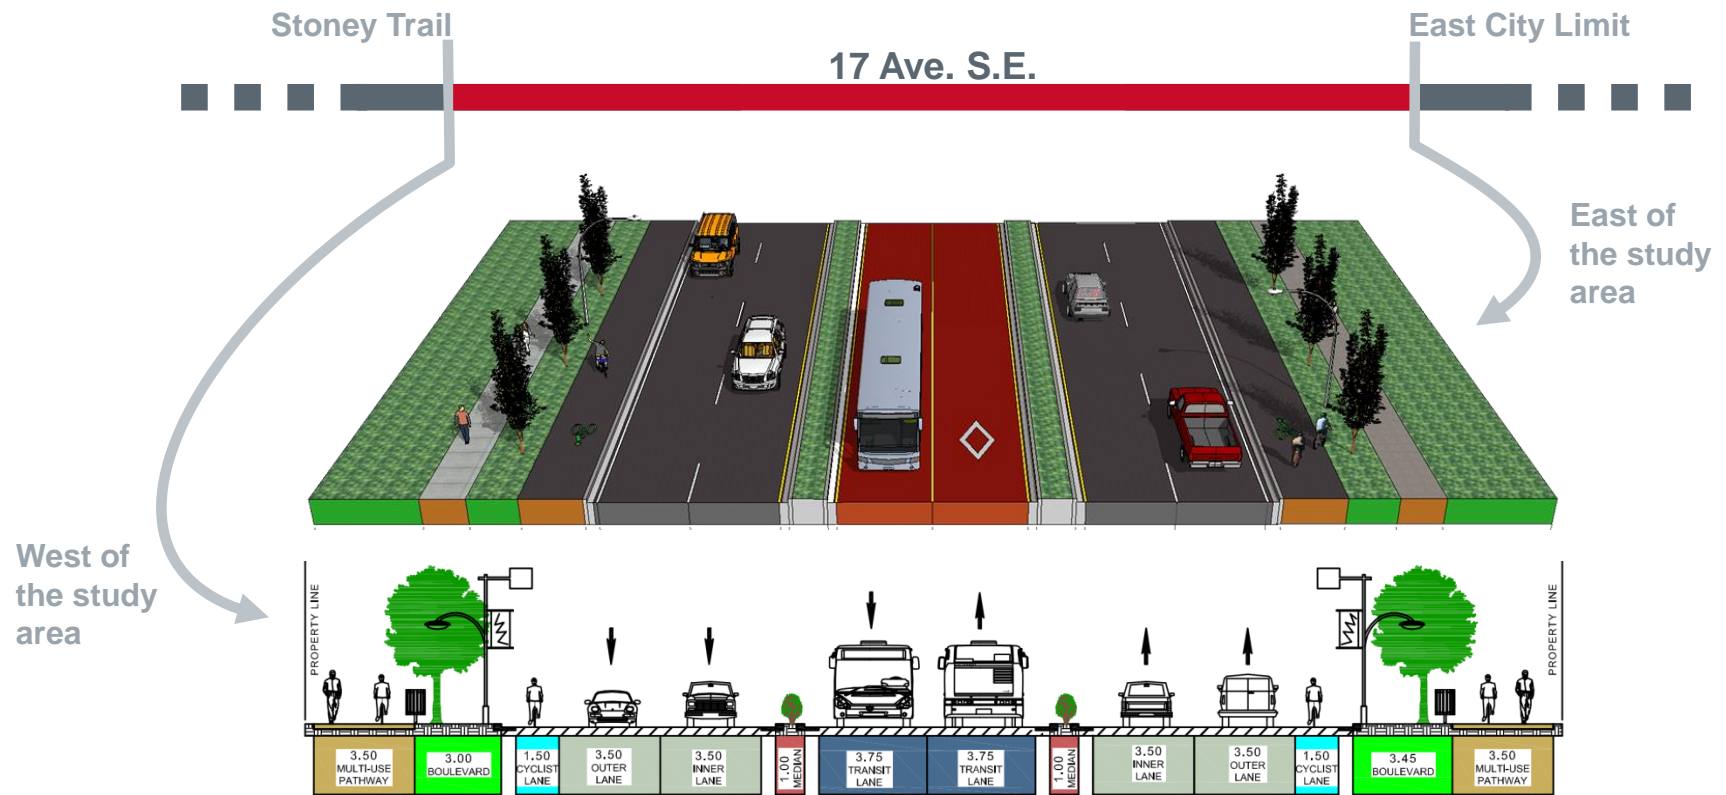 Stoney Trail
East City Limit
17 Ave. S.E.
East of
the study
area
West of
the study
area
PROPERTY LINE
PROPERTY LINE
3.50
MULTI-USE
PATHWAY
3.00
BOULEVARD
1.50
CYCLIST
LANE
3.50
OUTER
LANE
3.50
INNER
LANE
1.00
MEDIAN
3.75
TRANSIT
LANE
3.75
TRANSIT
LANE
1.00
MEDIAN
3.50
INNER
LANE
3.50
OUTER
LANE
1.50
CYCLIST
LANE
3.45
BOULEVARD
3.50
MULTI-USE
PATHWAY